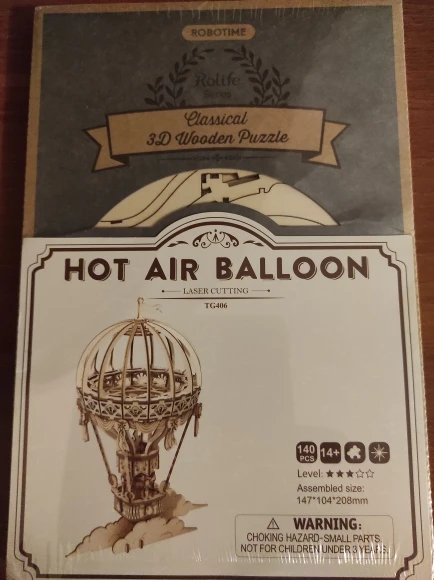 ROBOTIME
Rolife
Series
Classical
3D Wooden Puzzle
HOT AIR BALLOON
LASER CUTTING
TG406
140
PCS
14+
Level: ★★★☆☆
Assembled size:
147*104*208mm
⚠ WARNING:
CHOKING HAZARD-SMALL PARTS.
NOT FOR CHILDREN UNDER 3 YEARS.